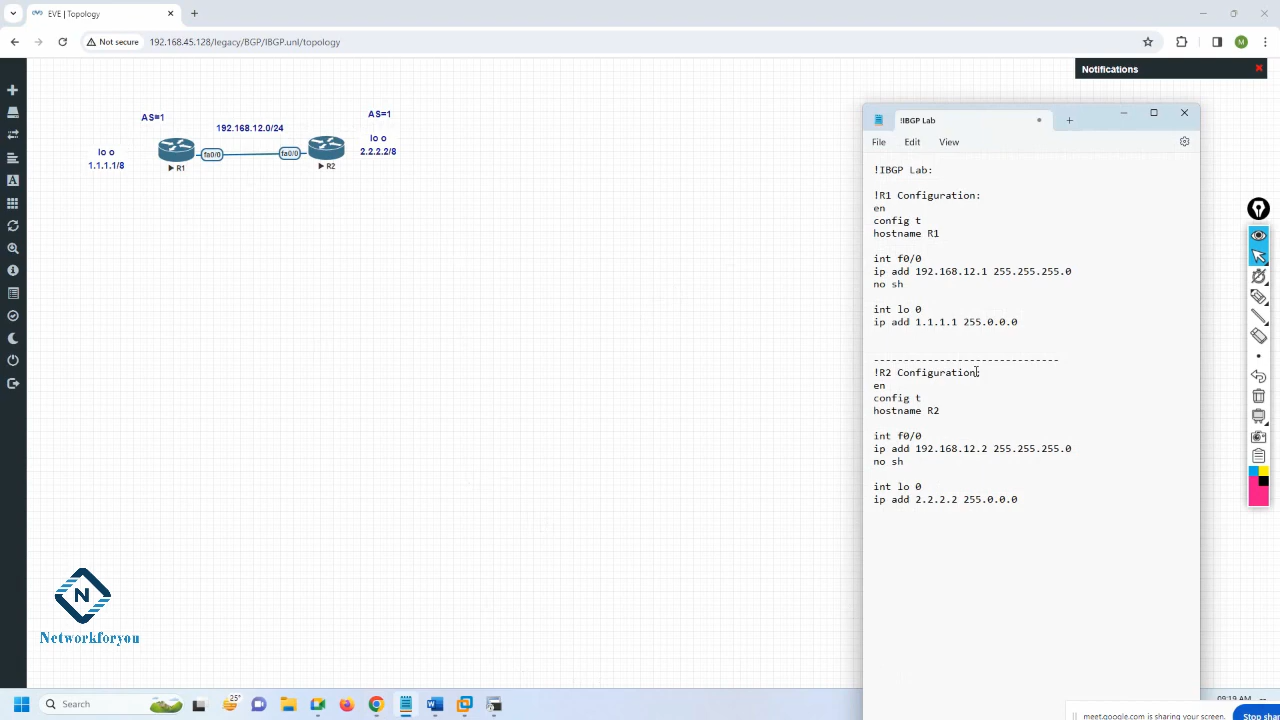 EVE | Topology
Not secure
192.168.45.128/legacy/BGP/IBGP.unl/topology
M
Notifications
AS=1
AS=1
192.168.12.0/24
lo o
lo o
1.1.1.1/8
2.2.2.2/8
fa0/0
fa0/0
R1
R2
!IBGP Lab
File
Edit
View
!IBGP Lab:
!R1 Configuration:
en
config t
hostname R1
int f0/0
ip add 192.168.12.1 255.255.255.0
no sh
int lo 0
ip add 1.1.1.1 255.0.0.0
-------------------------------
!R2 Configuration:
en
config t
hostname R2
int f0/0
ip add 192.168.12.2 255.255.255.0
no sh
int lo 0
ip add 2.2.2.2 255.0.0.0
N
Networkforyou
Search
25°
09:19 AM
meet.google.com is sharing your screen.
Stop sha